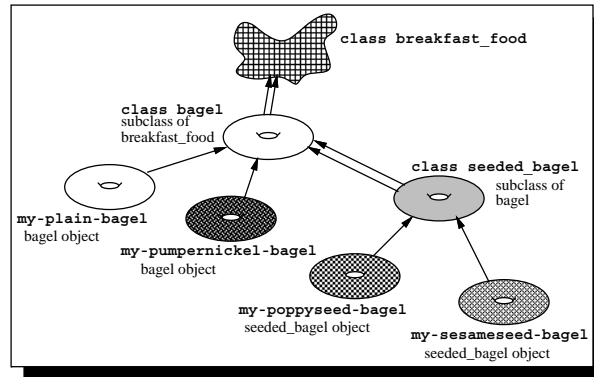 class breakfast_food
class bagel
subclass of
breakfast_food
class seeded_bagel
subclass of
bagel
my-plain-bagel
bagel object
my-pumpernickel-bagel
bagel object
my-poppyseed-bagel
seeded_bagel object
my-sesameseed-bagel
seeded_bagel object